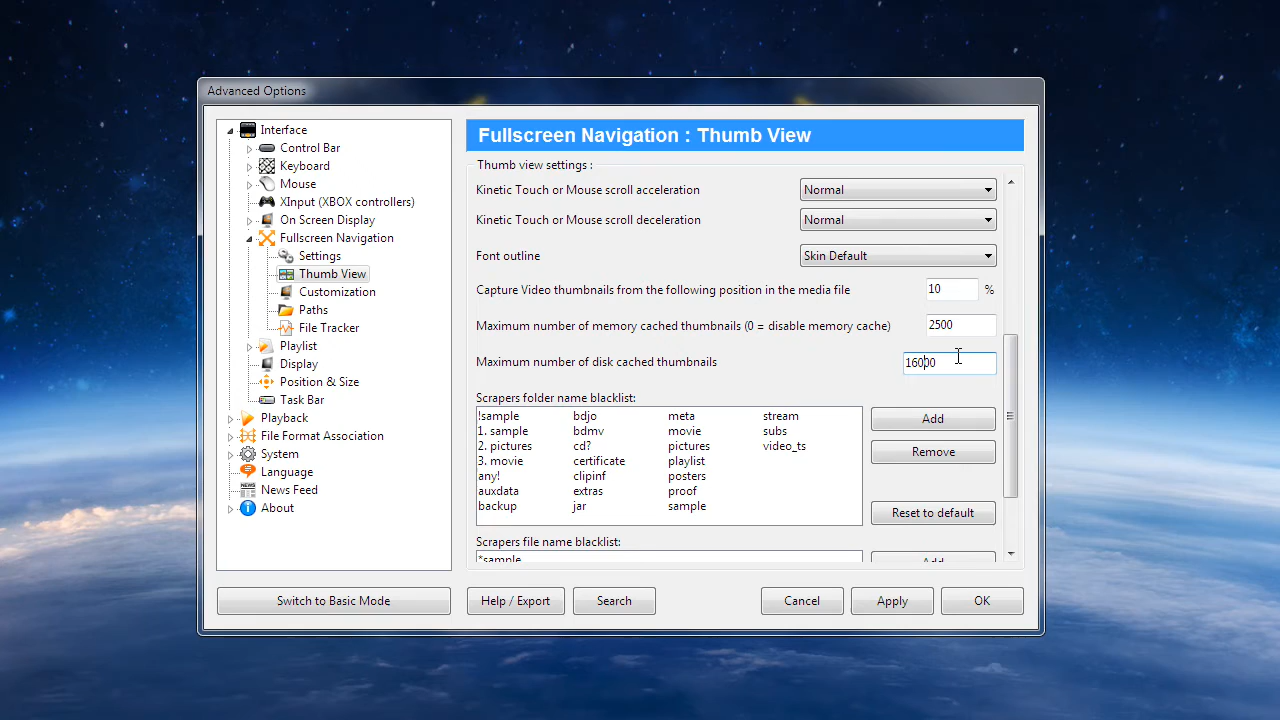 Advanced Options
Interface
Control Bar
Keyboard
Mouse
XInput (XBOX controllers)
On Screen Display
Fullscreen Navigation
Settings
Thumb View
Customization
Paths
File Tracker
Playlist
Display
Position & Size
Task Bar
Playback
File Format Association
System
Language
NEWS News Feed
About
Fullscreen Navigation : Thumb View
Thumb view settings :
Kinetic Touch or Mouse scroll acceleration Normal
Kinetic Touch or Mouse scroll deceleration Normal
Font outline Skin Default
Capture Video thumbnails from the following position in the media file 10 %
Maximum number of memory cached thumbnails (0 = disable memory cache) 2500
Maximum number of disk cached thumbnails 16000
Scrapers folder name blacklist:
!sample bdjo meta stream
1. sample bdmv movie subs
2. pictures cd? pictures video_ts
3. movie certificate playlist
any! clipinf posters
auxdata extras proof
backup jar sample
Add
Remove
Reset to default
Scrapers file name blacklist:
*sample
Add
Switch to Basic Mode Help / Export Search Cancel Apply OK